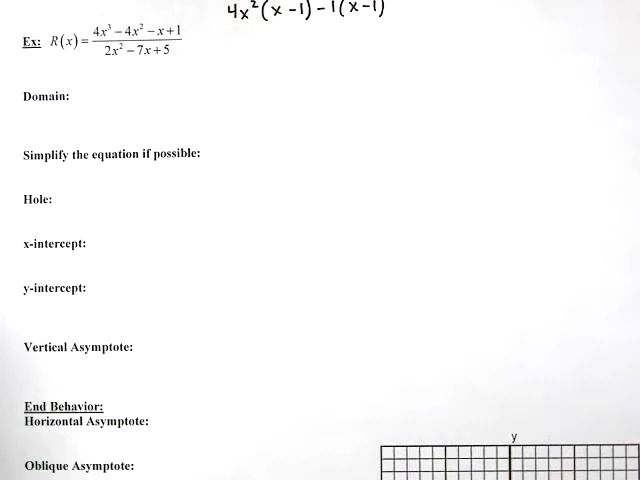 4x²(x-1)-1(x-1)
Ex: R(x)= (4x³-4x²-x+1)/(2x²-7x+5)
Domain:
Simplify the equation if possible:
Hole:
x-intercept:
y-intercept:
Vertical Asymptote:
End Behavior:
Horizontal Asymptote:
y
Oblique Asymptote: